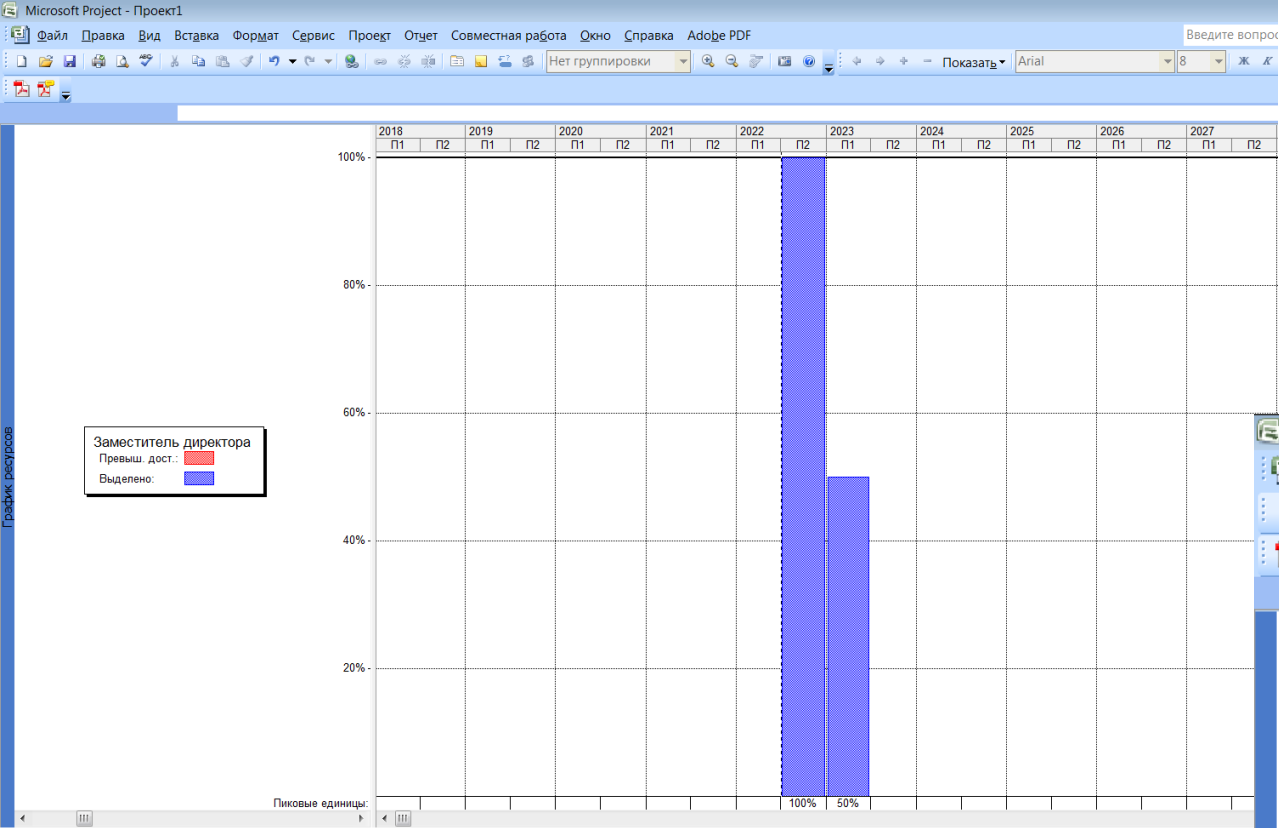 Microsoft Project - Проект1
Файл Правка Вид Вставка Формат Сервис Проект Отчет Совместная работа Окно Справка Adobe PDF Введите вопрос
Нет группировки Показать Arial 8 Ж К
2018 2019 2020 2021 2022 2023 2024 2025 2026 2027
П1 П2 П1 П2 П1 П2 П1 П2 П1 П2 П1 П2 П1 П2 П1 П2 П1 П2 П1 П2
100%
80%
60%
40%
20%
График ресурсов
Заместитель директора
Превыш. дост.:
Выделено:
Пиковые единицы: 100% 50%